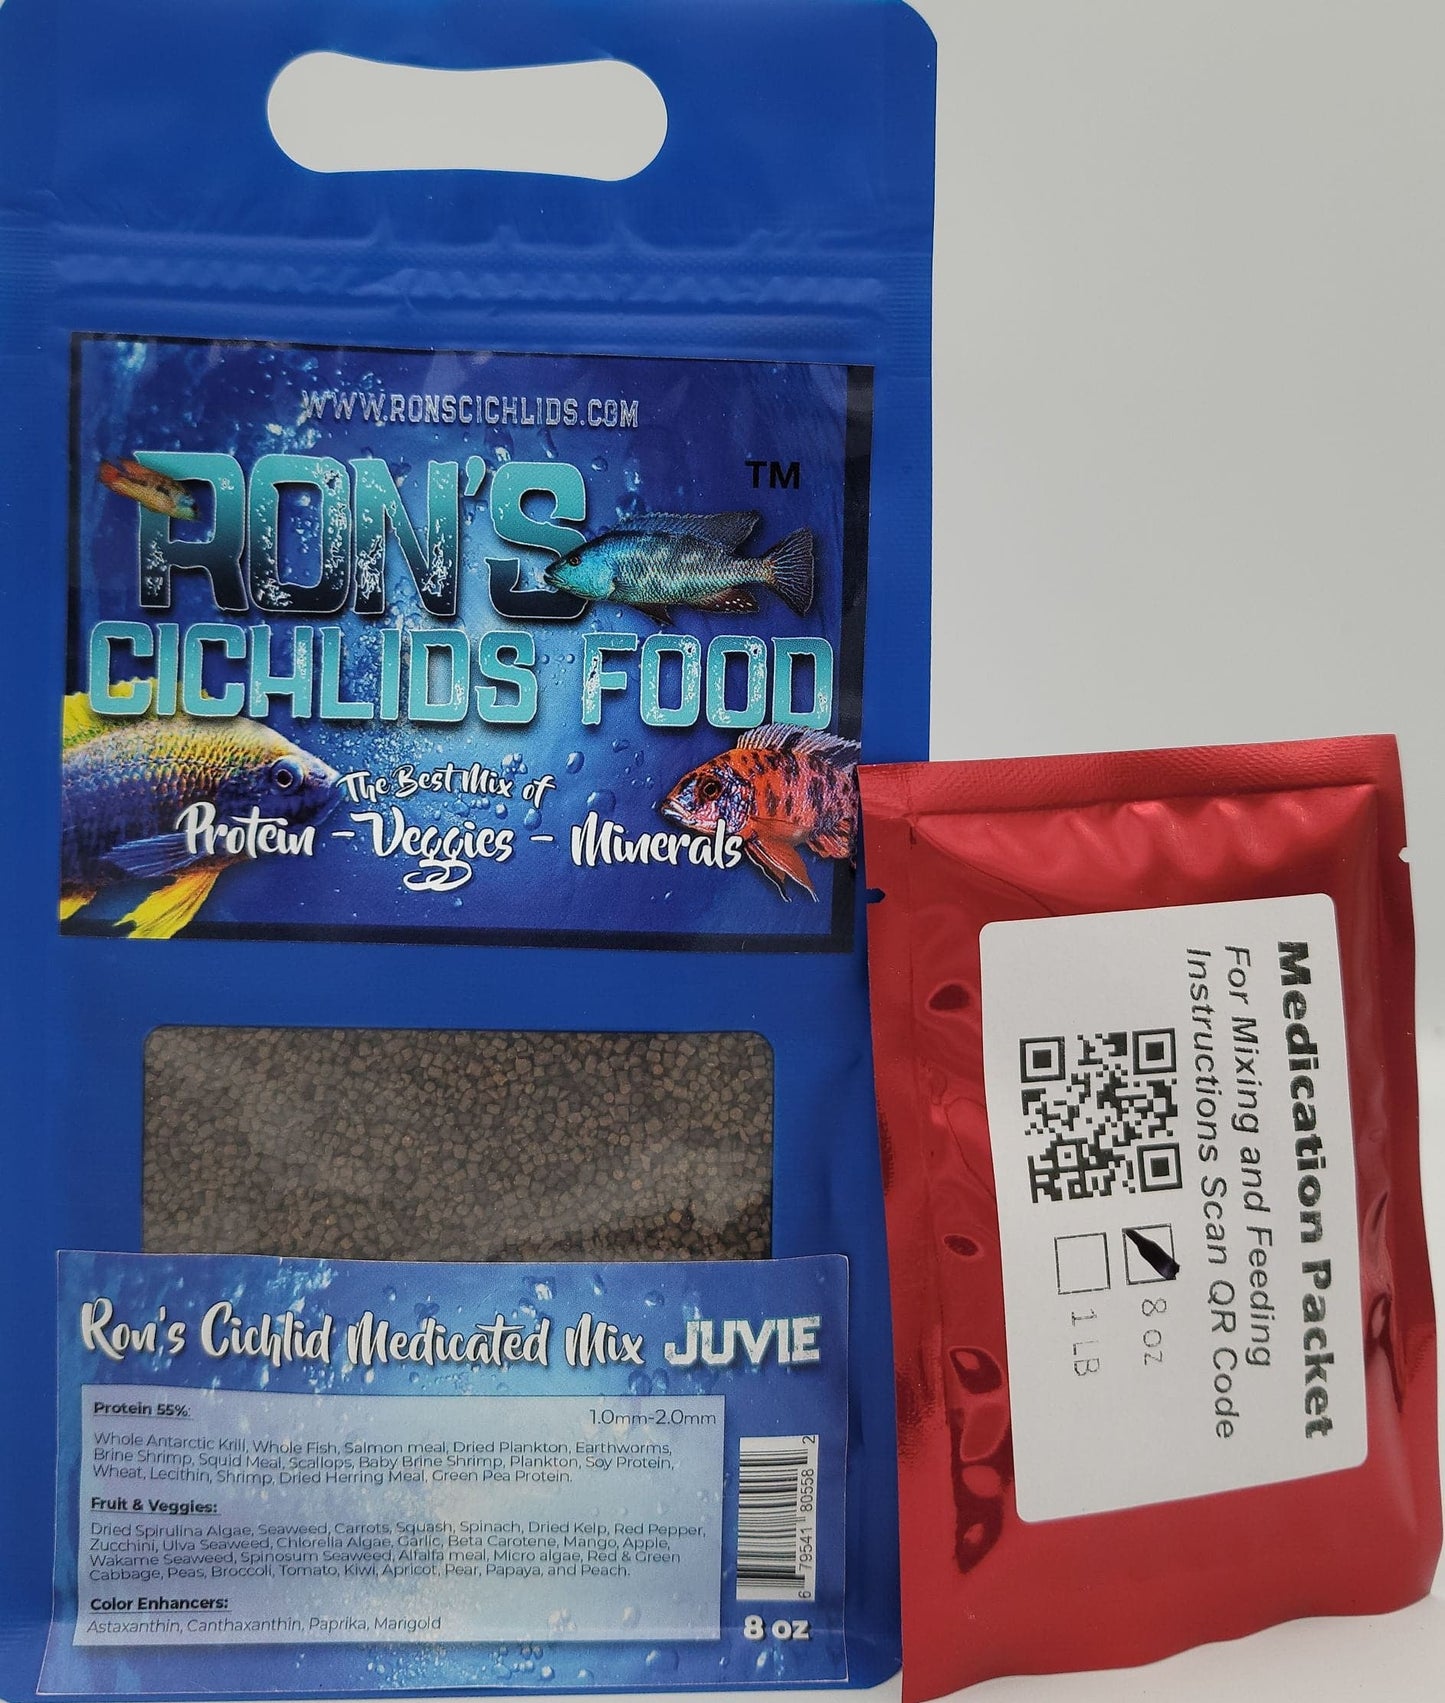 WWW.RONSCICHLIDS.COM
RON'S
TM
CICHLIDS FOOD
The Best Mix of
Protein - Veggies - Minerals
Ron's Cichlid Medicated Mix JUVIE
Protein 55%:
1.0mm-2.0mm
Whole Antarctic Krill, Whole Fish, Salmon meal, Dried Plankton, Earthworms,
Brine Shrimp, Squid Meal, Scallops, Baby Brine Shrimp, Plankton, Soy Protein,
Wheat, Lecithin, Shrimp, Dried Herring Meal, Green Pea Protein.
Fruit & Veggies:
Dried Spirulina Algae, Seaweed, Carrots, Squash, Spinach, Dried Kelp, Red Pepper,
Zucchini, Ulva Seaweed, Chlorella Algae, Garlic, Beta Carotene, Mango, Apple,
Wakame Seaweed, Spinosum Seaweed, Alfalfa meal, Micro algae, Red & Green
Cabbage, Peas, Broccoli, Tomato, Kiwi, Apricot, Pear, Papaya, and Peach.
Color Enhancers:
Astaxanthin, Canthaxanthin, Paprika, Marigold
6 79541 80558 2
8 oz
Medication Packet
For Mixing and Feeding
Instructions Scan QR Code
8 oz
1 LB